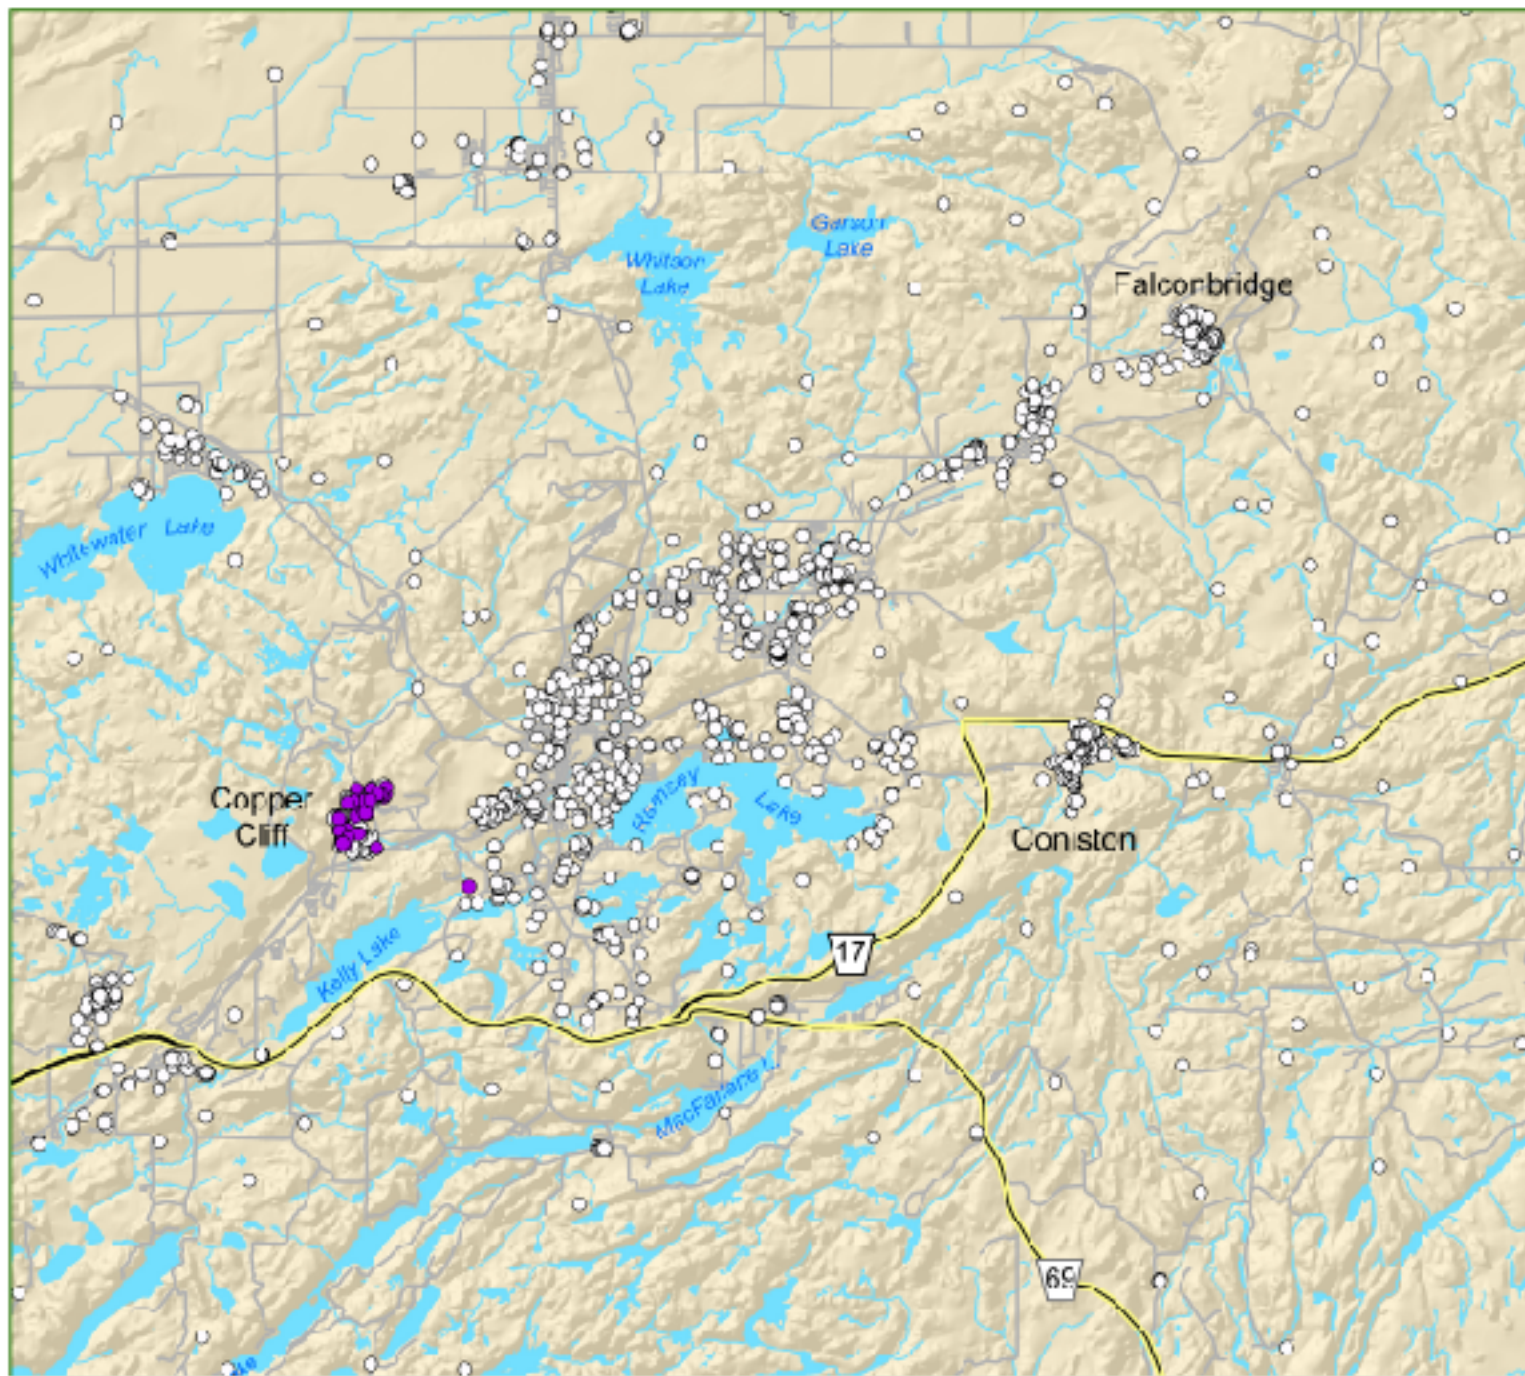 Garson
Lake
Whitson
Lake
Falconbridge
Whitewater Lake
Copper
Cliff
Ramsey
Lake
Coniston
Kelly Lake
17
MacFarlane L.
69